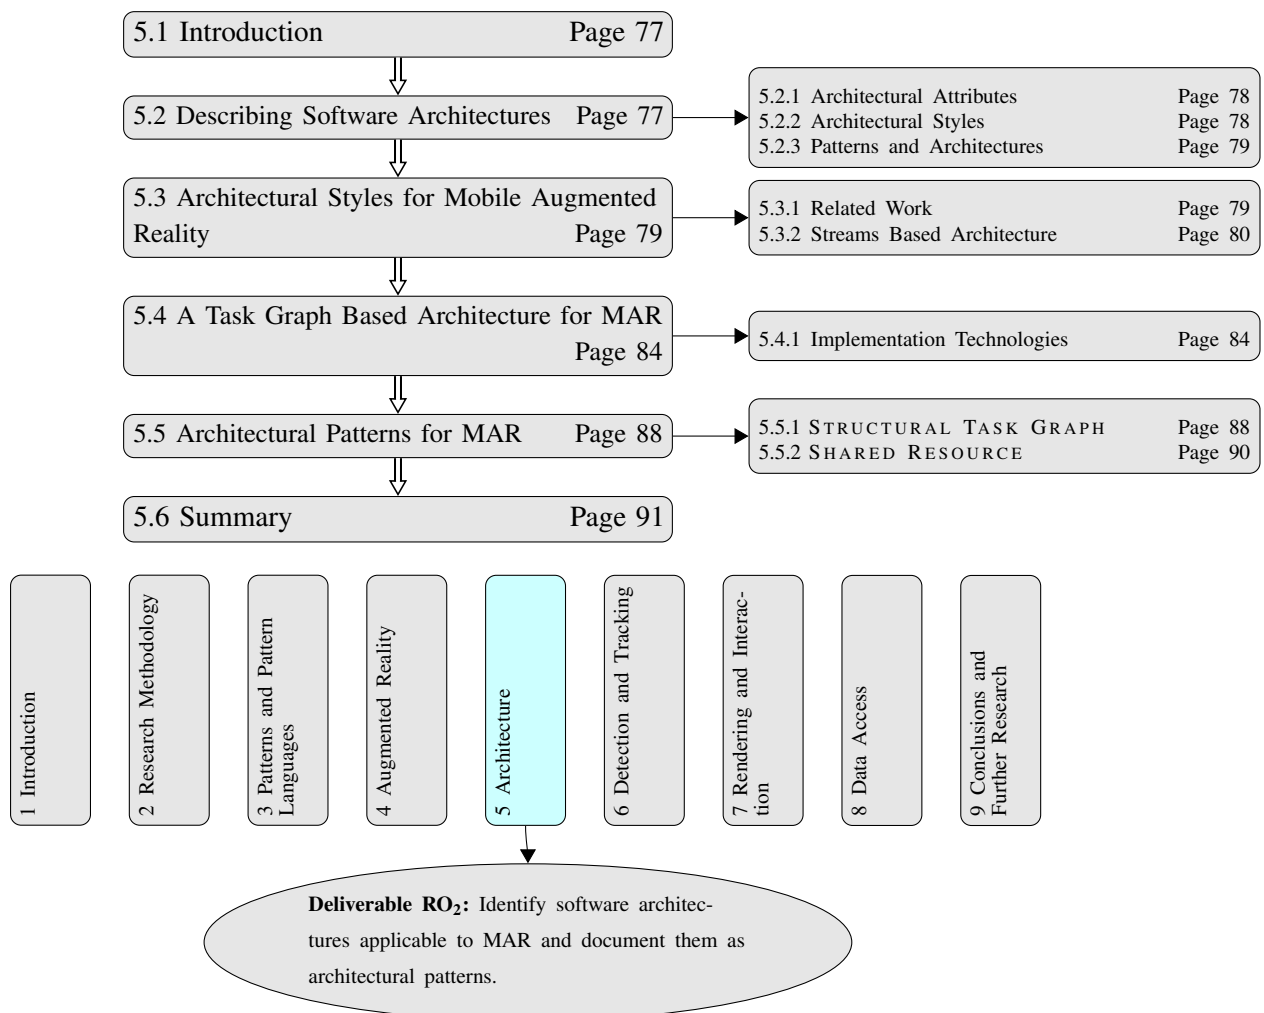 5.1 Introduction Page 77
5.2 Describing Software Architectures Page 77
5.2.1 Architectural Attributes Page 78
5.2.2 Architectural Styles Page 78
5.2.3 Patterns and Architectures Page 79
5.3 Architectural Styles for Mobile Augmented
Reality Page 79
5.3.1 Related Work Page 79
5.3.2 Streams Based Architecture Page 80
5.4 A Task Graph Based Architecture for MAR
Page 84
5.4.1 Implementation Technologies Page 84
5.5 Architectural Patterns for MAR Page 88
5.5.1 STRUCTURAL TASK GRAPH Page 88
5.5.2 SHARED RESOURCE Page 90
5.6 Summary Page 91
1 Introduction
2 Research Methodology
3 Patterns and Pattern
Languages
4 Augmented Reality
5 Architecture
6 Detection and Tracking
7 Rendering and Interac-
tion
8 Data Access
9 Conclusions and
Further Research
Deliverable RO2: Identify software architec-
tures applicable to MAR and document them as
architectural patterns.